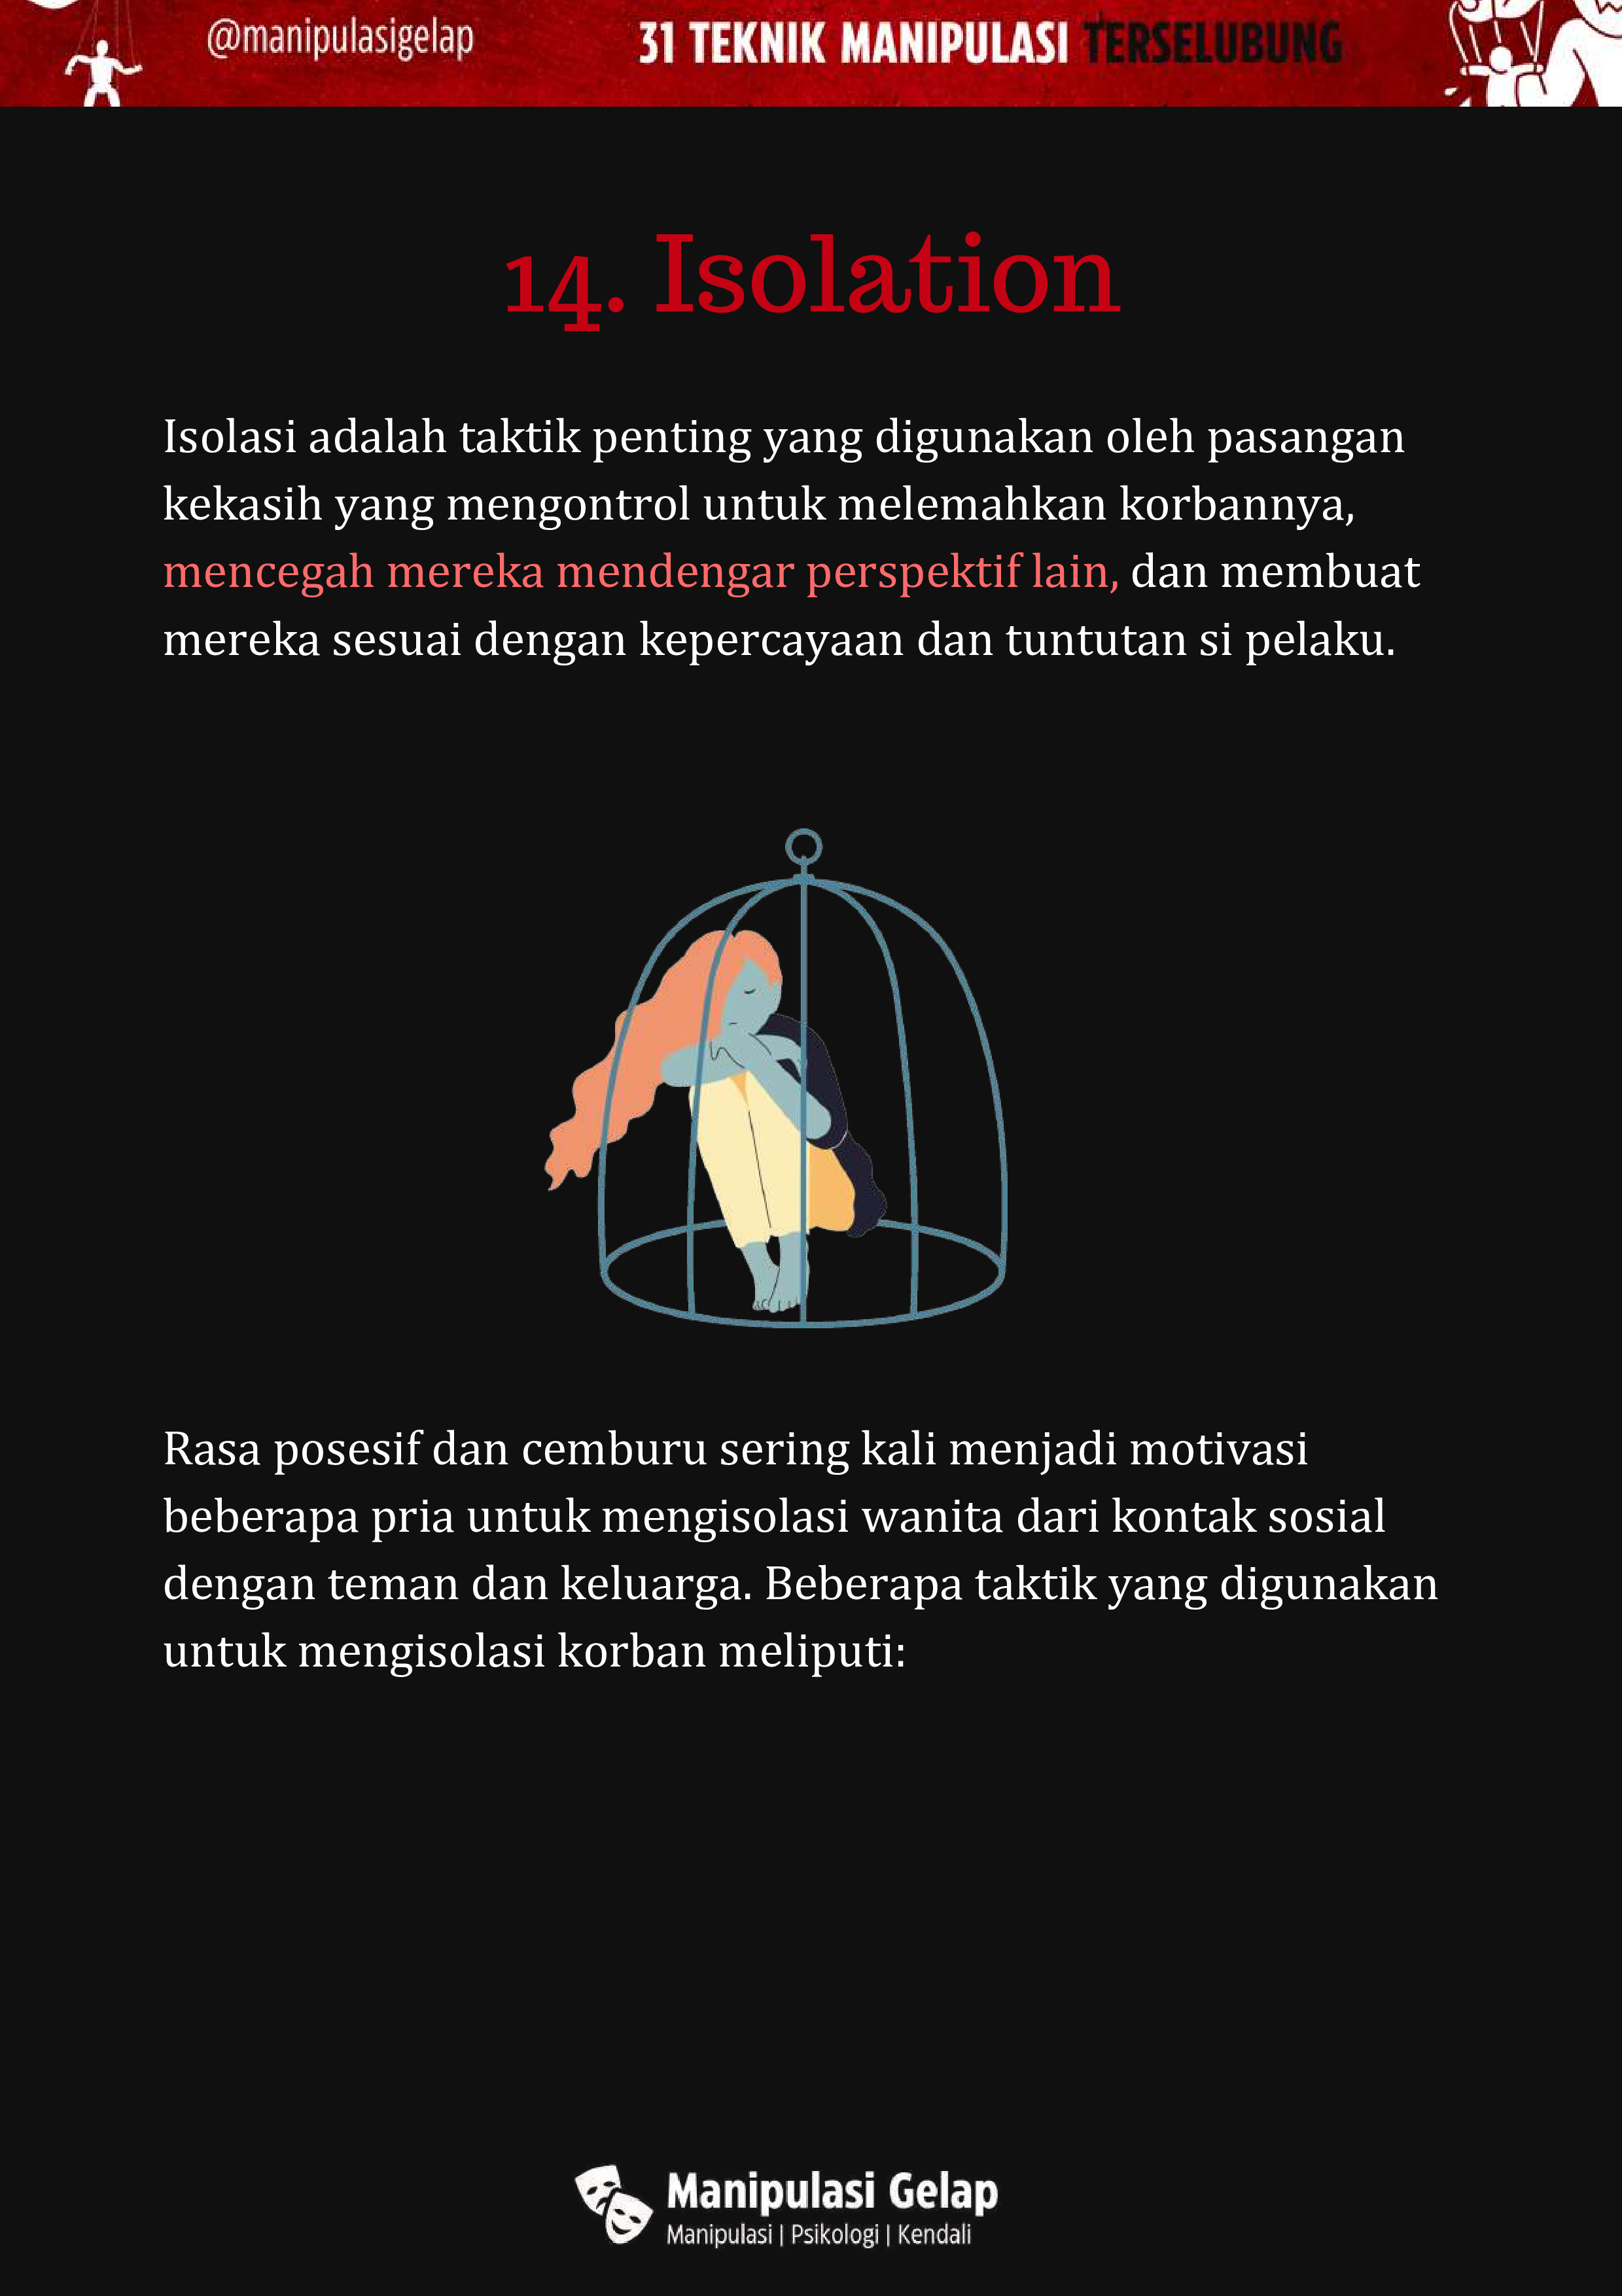 @manipulasigelap
31 TEKNIK MANIPULASI TERSELUBUNG
14. Isolation
Isolasi adalah taktik penting yang digunakan oleh pasangan
kekasih yang mengontrol untuk melemahkan korbannya,
mencegah mereka mendengar perspektif lain, dan membuat
mereka sesuai dengan kepercayaan dan tuntutan si pelaku.
Rasa posesif dan cemburu sering kali menjadi motivasi
beberapa pria untuk mengisolasi wanita dari kontak sosial
dengan teman dan keluarga. Beberapa taktik yang digunakan
untuk mengisolasi korban meliputi:
Manipulasi Gelap
Manipulasi | Psikologi | Kendali